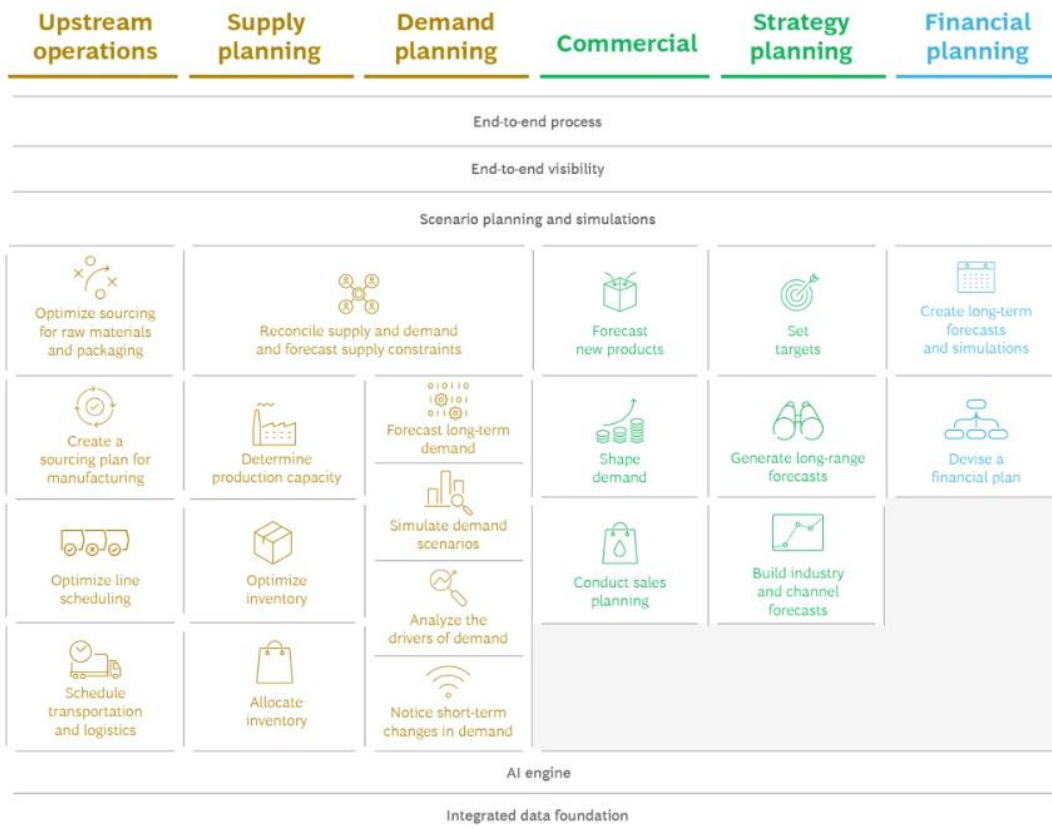 Upstream
operations
Supply
planning
Demand
planning
Commercial
Strategy
planning
Financial
planning
End-to-end process
End-to-end visibility
Scenario planning and simulations
Optimize sourcing
for raw materials
and packaging
Reconcile supply and demand
and forecast supply constraints
Forecast
new products
Set
targets
Create long-term
forecasts
and simulations
Create a
sourcing plan for
manufacturing
Determine
production capacity
010110
101
01101
Forecast long-term
demand
Simulate demand
scenarios
Analyze the
drivers of demand
Notice short-term
changes in demand
Shape
demand
Generate long-range
forecasts
Devise a
financial plan
Optimize line
scheduling
Optimize
inventory
Conduct sales
planning
Build industry
and channel
forecasts
Schedule
transportation
and logistics
Allocate
inventory
AI engine
Integrated data foundation